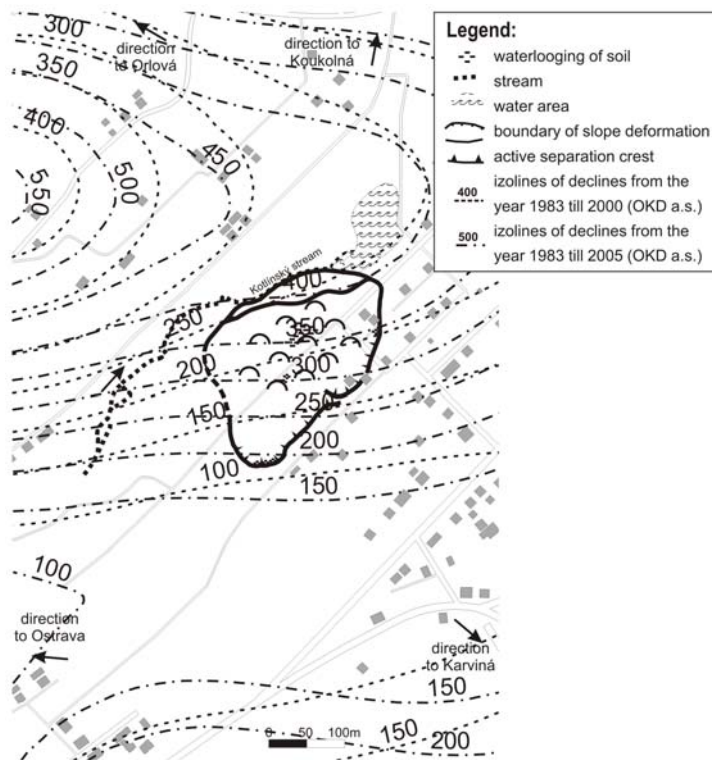 300
direction
to Orlová
direction to
Koukolná
350
400
450
500
550
Kotlínský stream
400
250
350
200
300
150
250
200
100
150
100
direction
to Ostrava
direction
to Karviná
150
150
200
0 50 100m
Legend:
waterlooging of soil
stream
water area
boundary of slope deformation
active separation crest
400
izolines of declines from the
year 1983 till 2000 (OKD a.s.)
500
izolines of declines from the
year 1983 till 2005 (OKD a.s.)